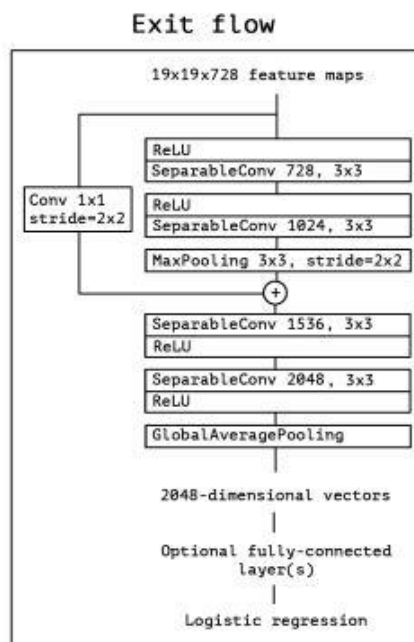 Exit flow
19x19x728 feature maps
ReLU
SeparableConv 728, 3x3
Conv 1x1
stride=2x2
ReLU
SeparableConv 1024, 3x3
MaxPooling 3x3, stride=2x2
+
SeparableConv 1536, 3x3
ReLU
SeparableConv 2048, 3x3
ReLU
GlobalAveragePooling
2048-dimensional vectors
Optional fully-connected
layer(s)
Logistic regression